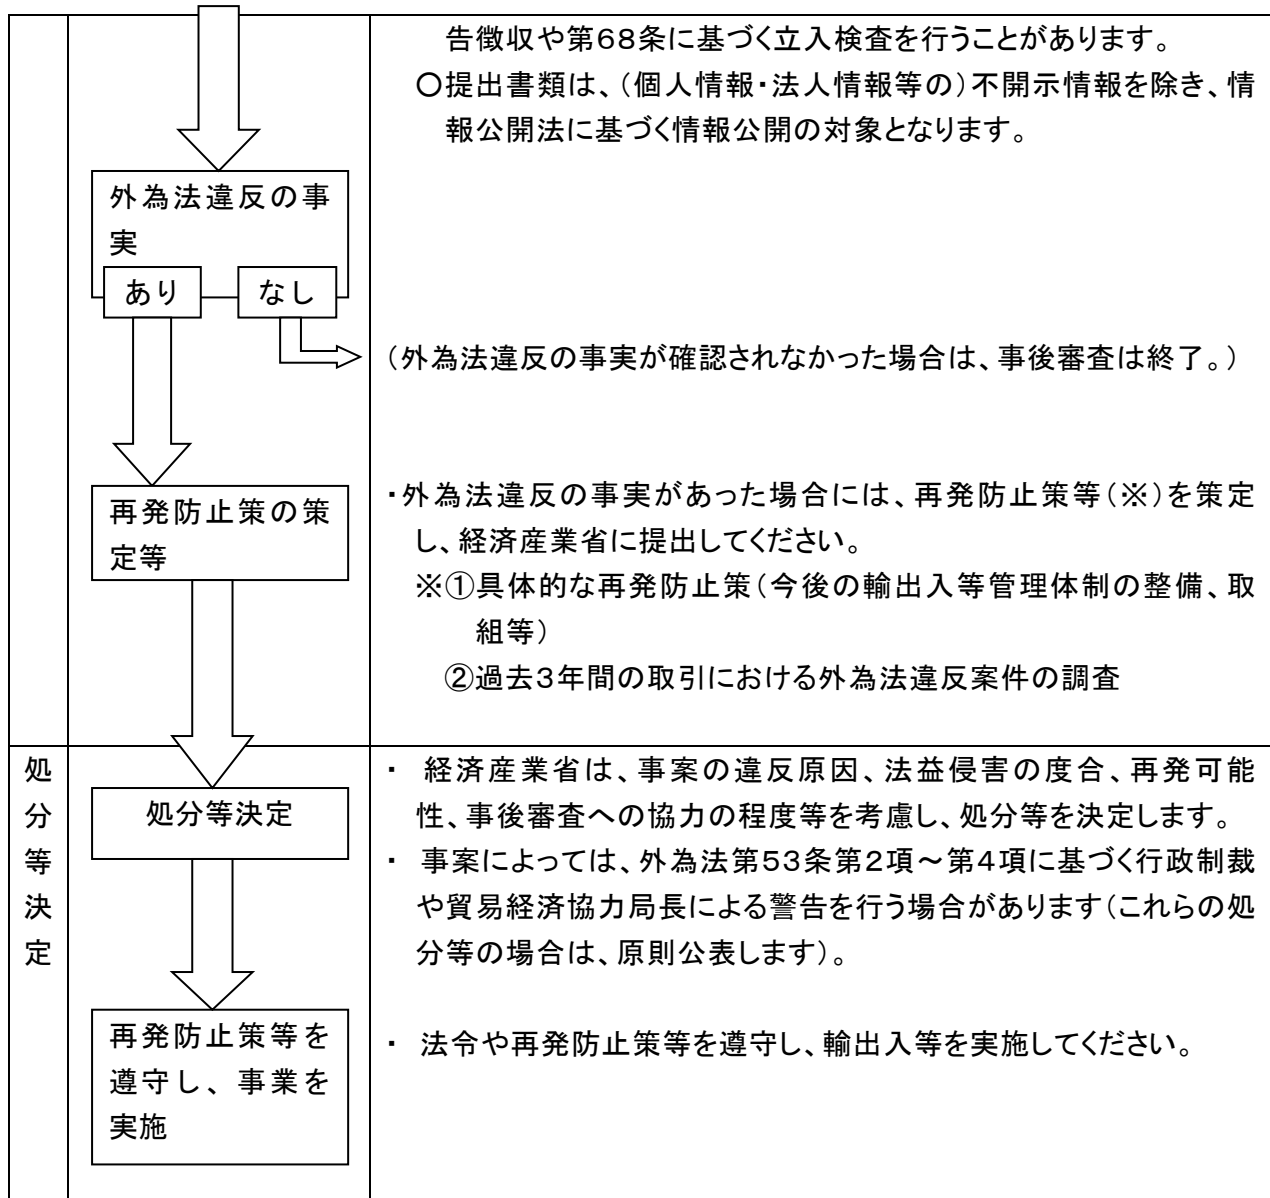 告徴収や第68条に基づく立入検査を行うことがあります。
〇提出書類は、（個人情報・法人情報等の）不開示情報を除き、情
報公開法に基づく情報公開の対象となります。
外為法違反の事
実
あり
なし
（外為法違反の事実が確認されなかった場合は、事後審査は終了。）
再発防止策の策
定等
・外為法違反の事実があった場合には、再発防止策等（※）を策定
し、経済産業省に提出してください。
※①具体的な再発防止策（今後の輸出入等管理体制の整備、取
組等）
②過去3年間の取引における外為法違反案件の調査
処
分
等
決
定
処分等決定
・ 経済産業省は、事案の違反原因、法益侵害の度合、再発可能
性、事後審査への協力の程度等を考慮し、処分等を決定します。
・ 事案によっては、外為法第53条第2項～第4項に基づく行政制裁
や貿易経済協力局長による警告を行う場合があります（これらの処
分等の場合は、原則公表します）。
再発防止策等を
遵守し、事業を
実施
・ 法令や再発防止策等を遵守し、輸出入等を実施してください。